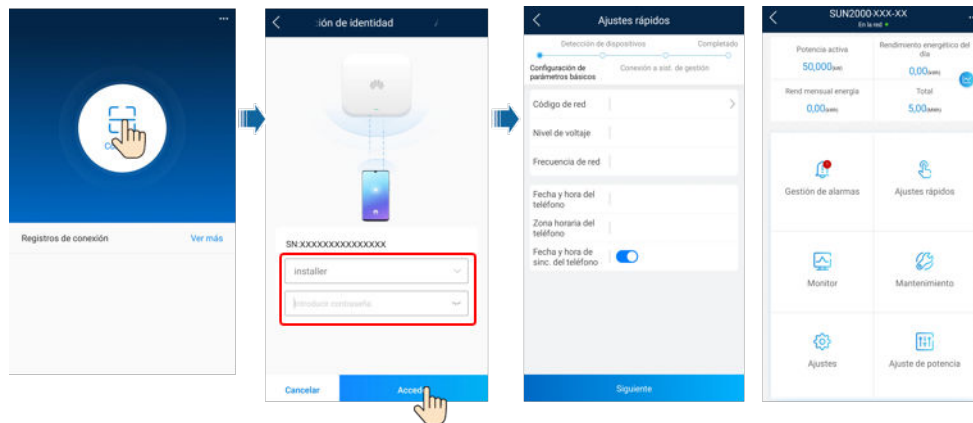 Registros de conexión
Ver más
ión de identidad
SN:XXXXXXXXXXXXXXX
installer
Introducir contraseña
Cancelar
Acced
Ajustes rápidos
Detección de dispositivos
Completado
Configuración de
parámetros básicos
Conexión a sist. de gestión
Código de red
Nivel de voltaje
Frecuencia de red
Fecha y hora del
teléfono
Zona horaria del
teléfono
Fecha y hora de
sinc. del teléfono
Siguiente
SUN2000-XXX-XX
En la red
Potencia activa
50,000
Rendimiento energético del
día
0,00
Rend mensual energía
0,00
Total
5,00
Gestión de alarmas
Ajustes rápidos
Monitor
Mantenimiento
Ajustes
Ajuste de potencia